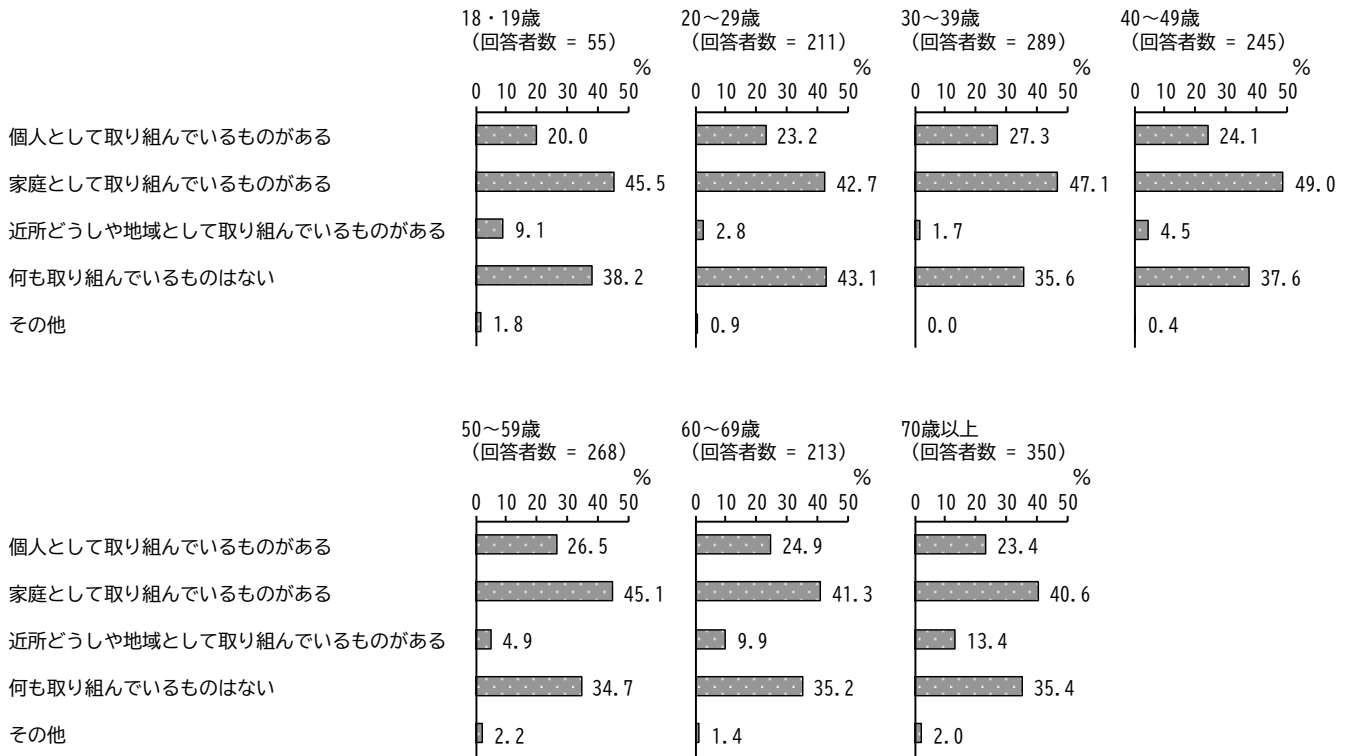 18・19歳 20～29歳 30～39歳 40～49歳
（回答者数 = 55） （回答者数 = 211） （回答者数 = 289） （回答者数 = 245）
% % % %
0 10 20 30 40 50 0 10 20 30 40 50 0 10 20 30 40 50 0 10 20 30 40 50
個人として取り組んでいるものがある 20.0 23.2 27.3 24.1
家庭として取り組んでいるものがある 45.5 42.7 47.1 49.0
近所どうしや地域として取り組んでいるものがある 9.1 2.8 1.7 4.5
何も取り組んでいるものはない 38.2 43.1 35.6 37.6
その他 1.8 0.9 0.0 0.4
50～59歳 60～69歳 70歳以上
（回答者数 = 268） （回答者数 = 213） （回答者数 = 350）
% % %
0 10 20 30 40 50 0 10 20 30 40 50 0 10 20 30 40 50
個人として取り組んでいるものがある 26.5 24.9 23.4
家庭として取り組んでいるものがある 45.1 41.3 40.6
近所どうしや地域として取り組んでいるものがある 4.9 9.9 13.4
何も取り組んでいるものはない 34.7 35.2 35.4
その他 2.2 1.4 2.0